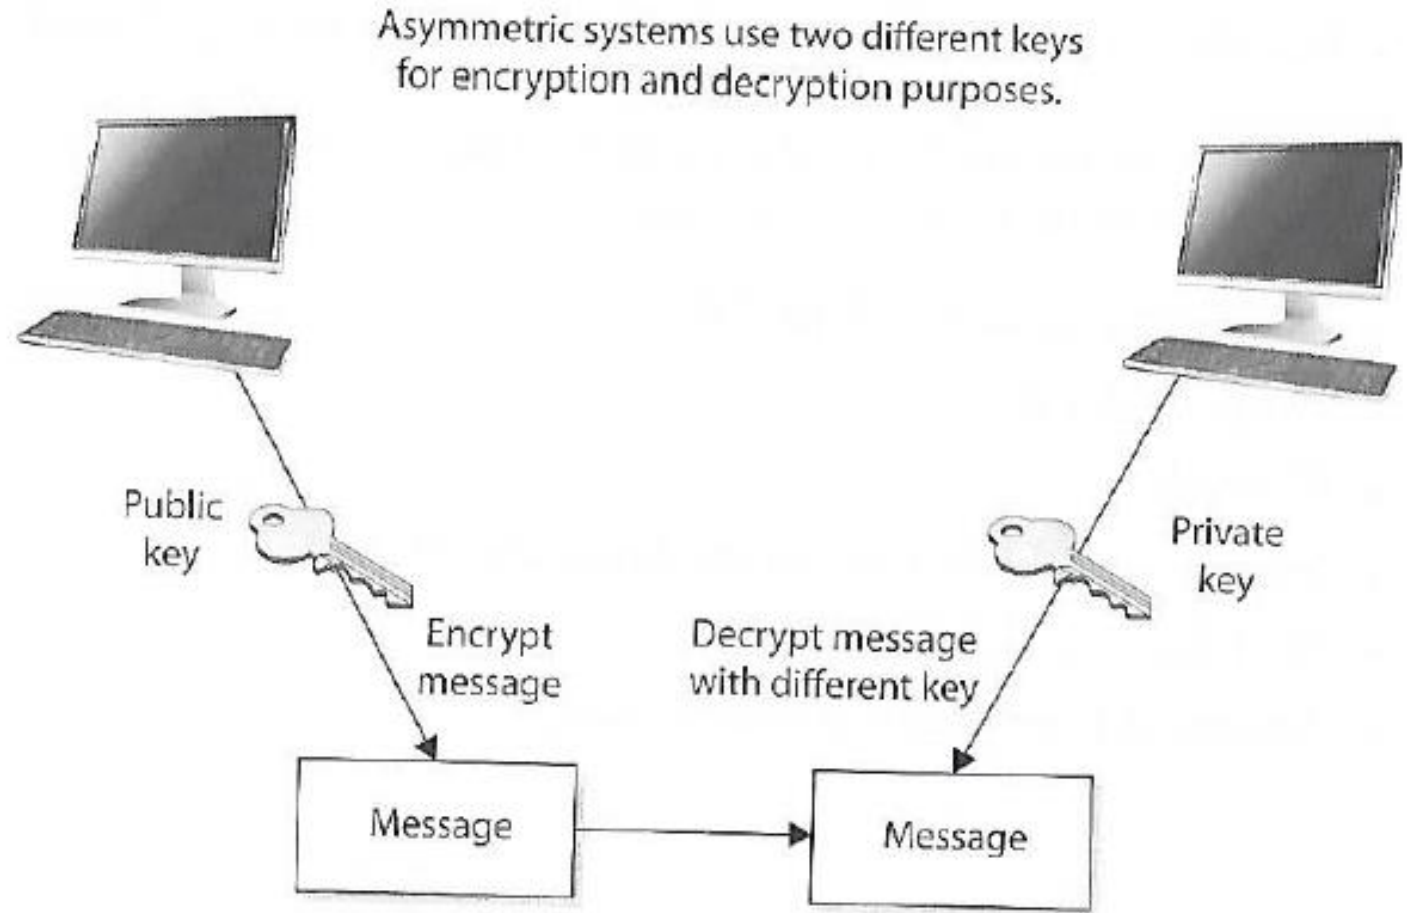 Asymmetric systems use two different keys
for encryption and decryption purposes.
Public
key
Private
key
Encrypt
message
Decrypt message
with different key
Message
Message